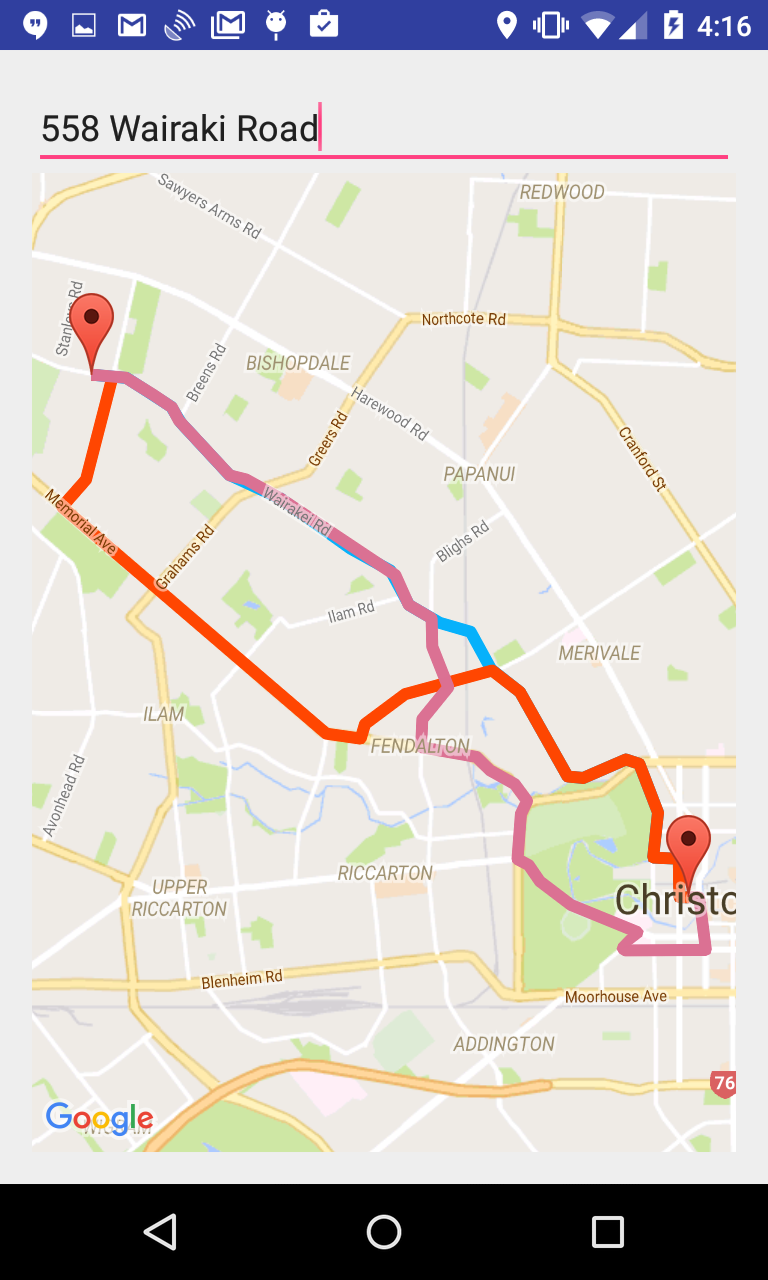 4:16
558 Wairaki Road
REDWOOD
Sawyers Arms Rd
Stanleys Rd
Northcote Rd
BISHOPDALE
Breens Rd
Harewood Rd
Greers Rd
Cranford St
PAPANUI
Memorial Ave
Wairakei Rd
Grahams Rd
Blighs Rd
Ilam Rd
MERIVALE
ILAM
FENDALTON
Avonhead Rd
RICCARTON
UPPER
RICCARTON
Christc
Blenheim Rd
Moorhouse Ave
ADDINGTON
76
Google